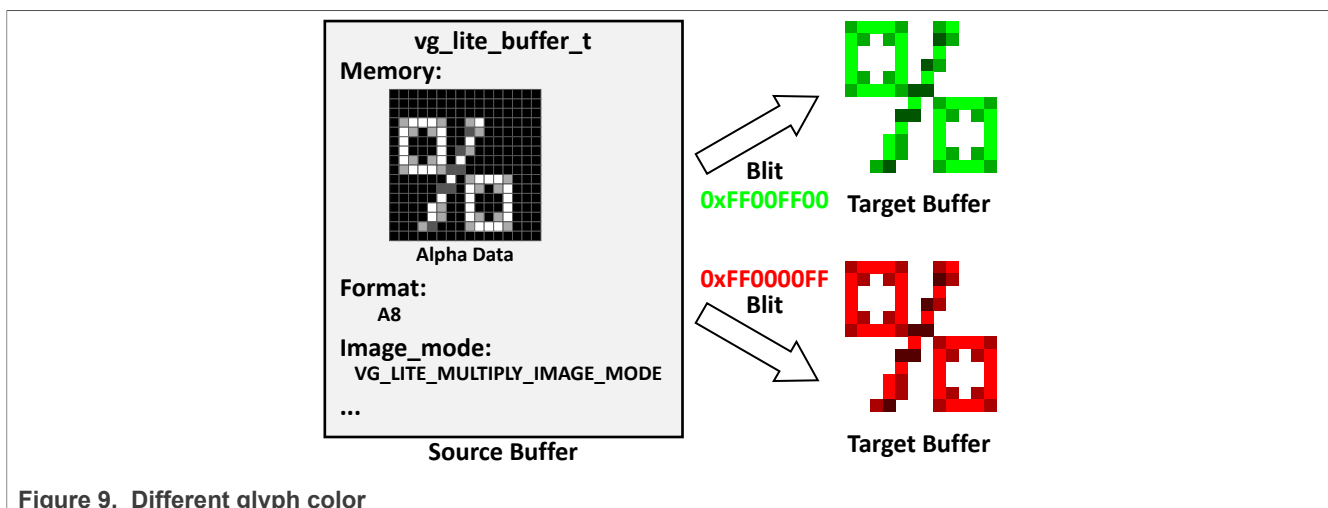 vg_lite_buffer_t
Memory:
Alpha Data
Format:
A8
Image_mode:
VG_LITE_MULTIPLY_IMAGE_MODE
...
Source Buffer
Blit
0xFF00FF00
Target Buffer
0xFF0000FF
Blit
Target Buffer
Figure 9. Different glyph color